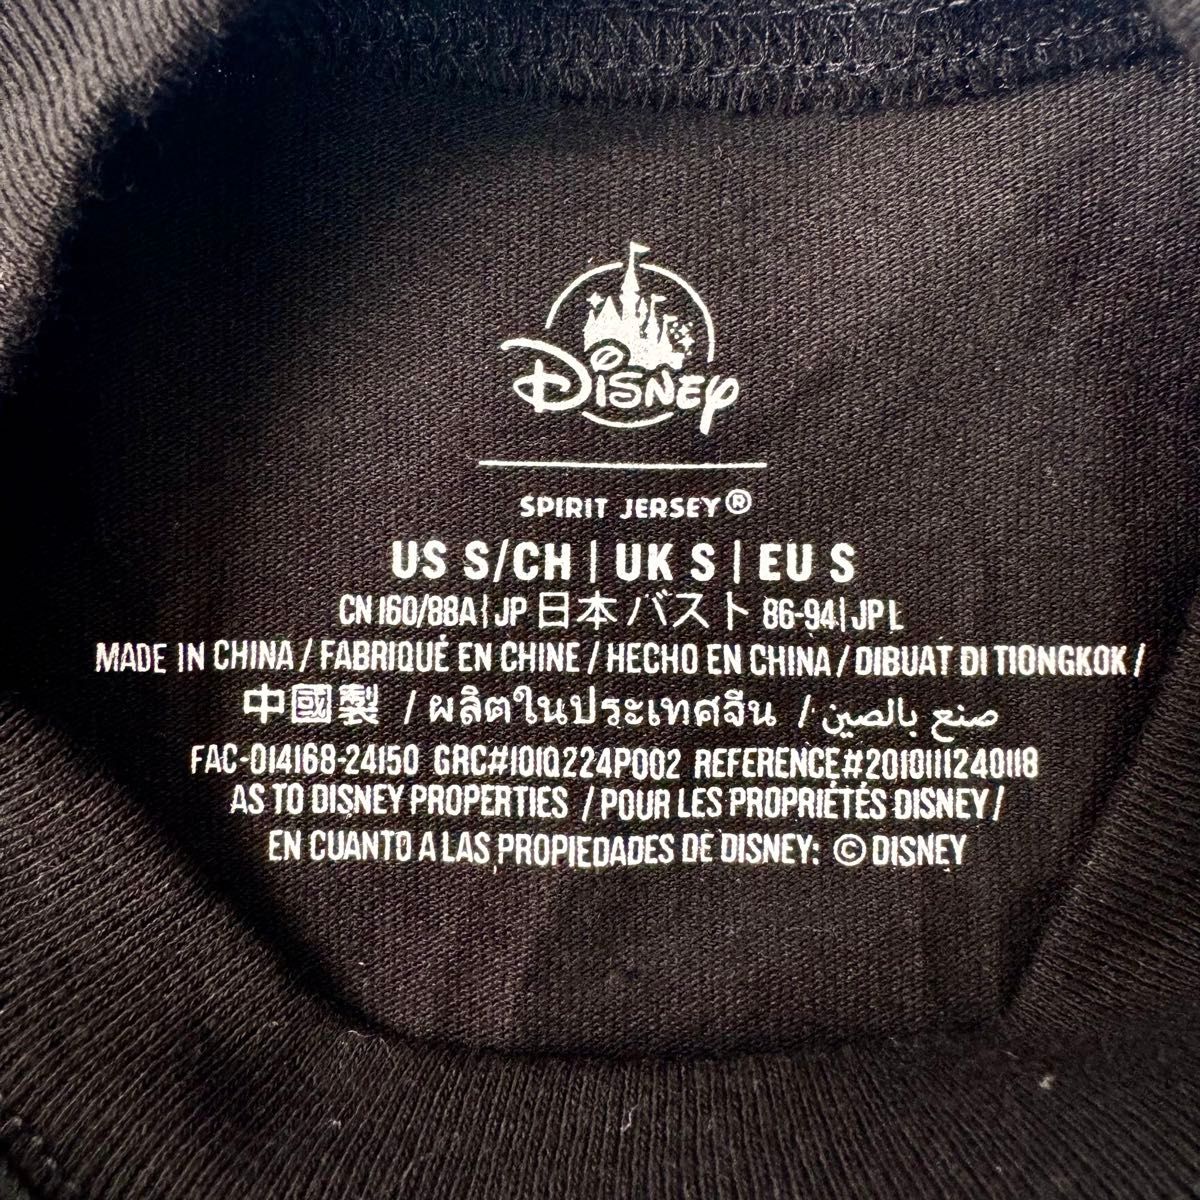 Disney
SPIRIT JERSEY®
US S/CH | UK S | EU S
CN 160/88A | JP 日本 バスト 86-94 | JP L
MADE IN CHINA / FABRIQUÉ EN CHINE / HECHO EN CHINA / DIBUAT DI TIONGKOK /
中國製 / ผลิตในประเทศจีน / صنع بالصين
FAC-014168-24150 GRC#101Q224P002 REFERENCE#2010111240118
AS TO DISNEY PROPERTIES / POUR LES PROPRIÉTÉS DISNEY /
EN CUANTO A LAS PROPIEDADES DE DISNEY: © DISNEY